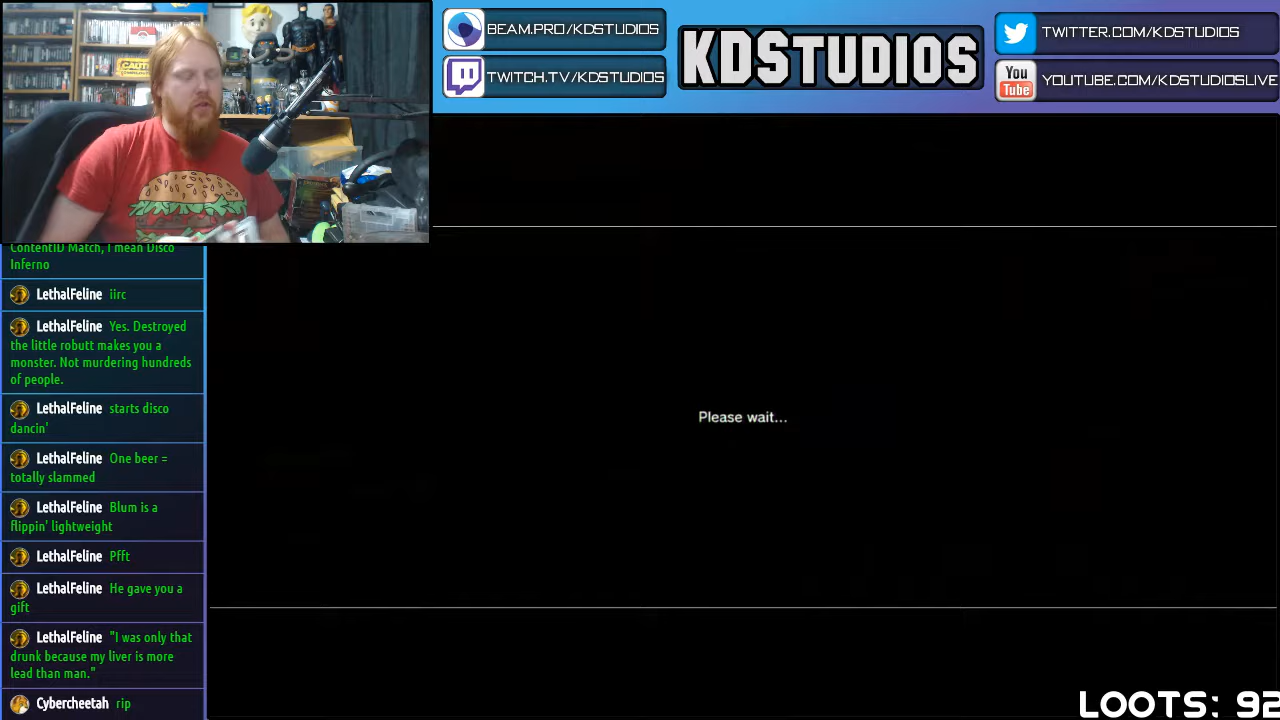 BEAM.PRO/KDSTUDIOS
TWITCH.TV/KDSTUDIOS
KDSTUDIOS
TWITTER.COM/KDSTUDIOS
You
Tube
YOUTUBE.COM/KDSTUDIOSLIVE
ContentID Match, I mean Disco
Inferno
LethalFeline iirc
LethalFeline Yes. Destroyed
the little robutt makes you a
monster. Not murdering hundreds
of people.
LethalFeline starts disco
dancin'
LethalFeline One beer =
totally slammed
LethalFeline Blum is a
flippin' lightweight
LethalFeline Pfft
LethalFeline He gave you a
gift
LethalFeline "I was only that
drunk because my liver is more
lead than man."
Cybercheetah rip
Please wait...
LOOTS: 92